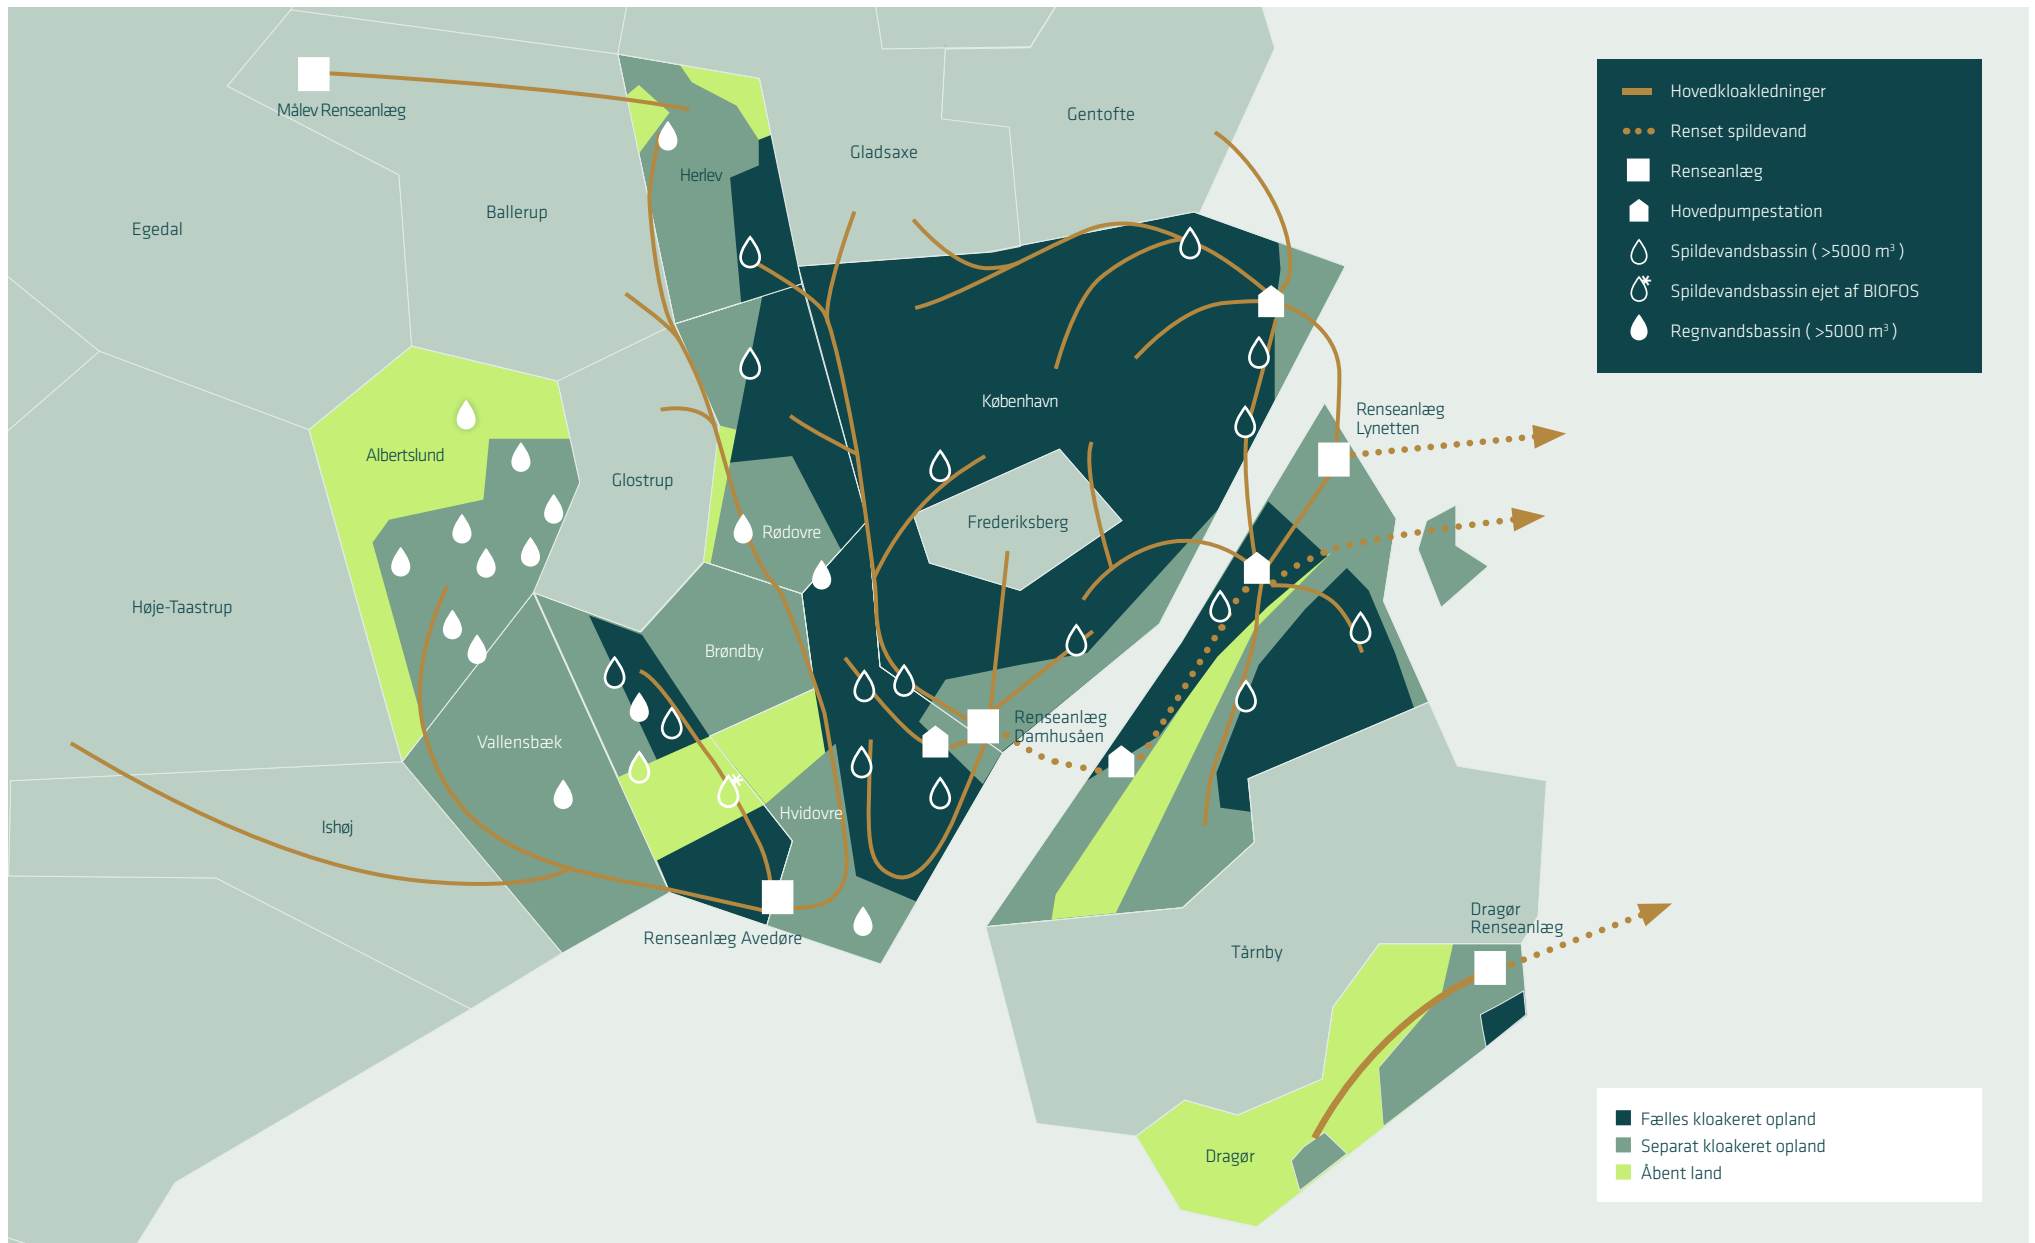 Hovedkloakledninger
Renset spildevand
Renseanlæg
Hovedpumpestation
Spildevandsbassin ( >5000 m³ )
Spildevandsbassin ejet af BIOFOS
Regnvandsbassin ( >5000 m³ )
Målev Renseanlæg
Gentofte
Gladsaxe
Herlev
Ballerup
Egedal
København
Renseanlæg
Lynetten
Albertslund
Glostrup
Frederiksberg
Rødovre
Høje-Taastrup
Brøndby
Renseanlæg
Damhusåen
Vallensbæk
Hvidovre
Ishøj
Renseanlæg Avedøre
Dragør
Renseanlæg
Tårnby
Dragør
Fælles kloakeret opland
Separat kloakeret opland
Åbent land